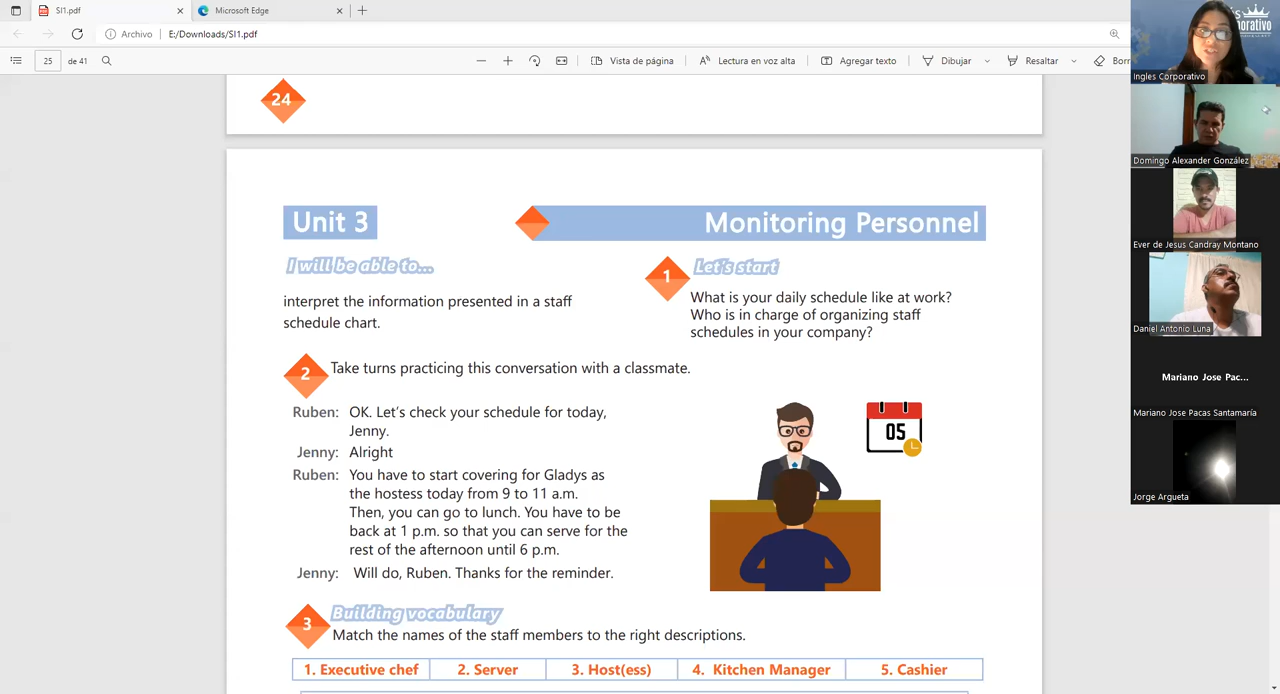 SI1.pdf
Microsoft Edge
Archivo
E:/Downloads/SI1.pdf
25
de 41
Vista de página
Lectura en voz alta
Agregar texto
Dibujar
Resaltar
Borr
24
Unit 3
Monitoring Personnel
I will be able to...
interpret the information presented in a staff
schedule chart.
1
Let's start
What is your daily schedule like at work?
Who is in charge of organizing staff
schedules in your company?
2
Take turns practicing this conversation with a classmate.
Ruben: OK. Let's check your schedule for today,
Jenny.
Jenny: Alright
Ruben: You have to start covering for Gladys as
the hostess today from 9 to 11 a.m.
Then, you can go to lunch. You have to be
back at 1 p.m. so that you can serve for the
rest of the afternoon until 6 p.m.
Jenny: Will do, Ruben. Thanks for the reminder.
05
3
Building vocabulary
Match the names of the staff members to the right descriptions.
1. Executive chef
2. Server
3. Host(ess)
4. Kitchen Manager
5. Cashier
Ingles Corporativo
Domingo Alexander González
Ever de Jesus Candray Montano
Daniel Antonio Luna
Mariano Jose Pac...
Mariano Jose Pacas Santamaría
Jorge Argueta